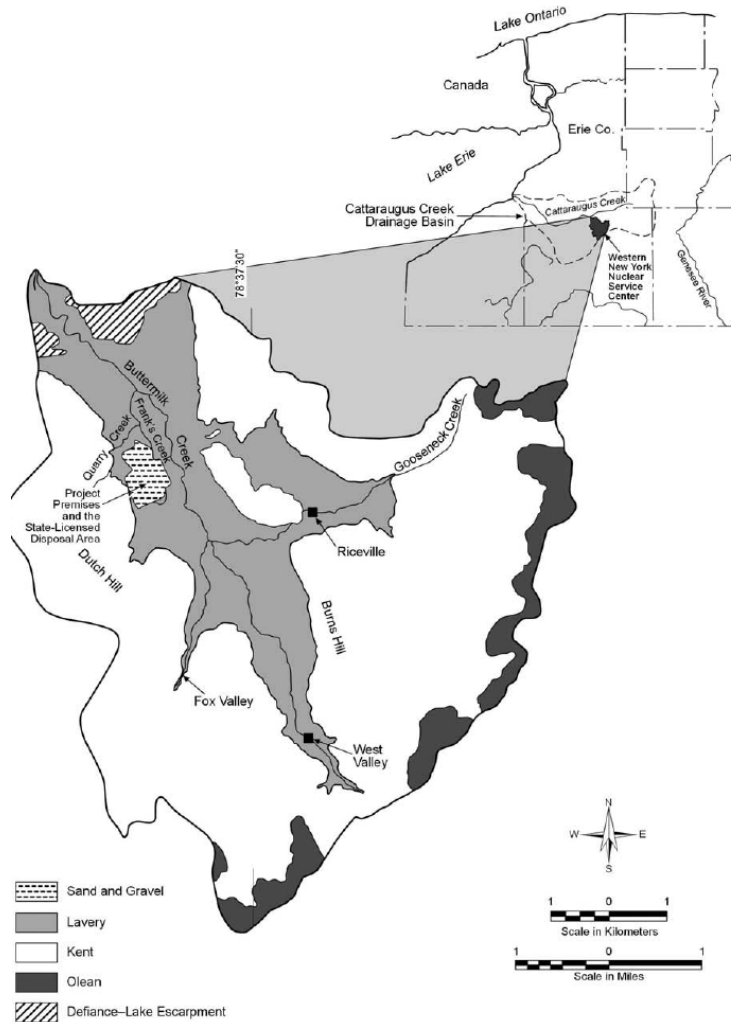 Lake Ontario
Canada
Erie Co.
Lake Erie
Cattaraugus Creek
Cattaraugus Creek
Drainage Basin
Western
New York
Nuclear
Service
Center
Genesee River
78°37'30"
Buttermilk
Creek
Frank's Creek
Quarry Creek
Gooseneck Creek
Project
Premises
and the
State-Licensed
Disposal Area
Riceville
Dutch Hill
Burns Hill
Fox Valley
West
Valley
N
W E
S
Sand and Gravel
Lavery
Kent
Olean
Defiance–Lake Escarpment
1 0 1
Scale in Kilometers
1 0 1
Scale in Miles